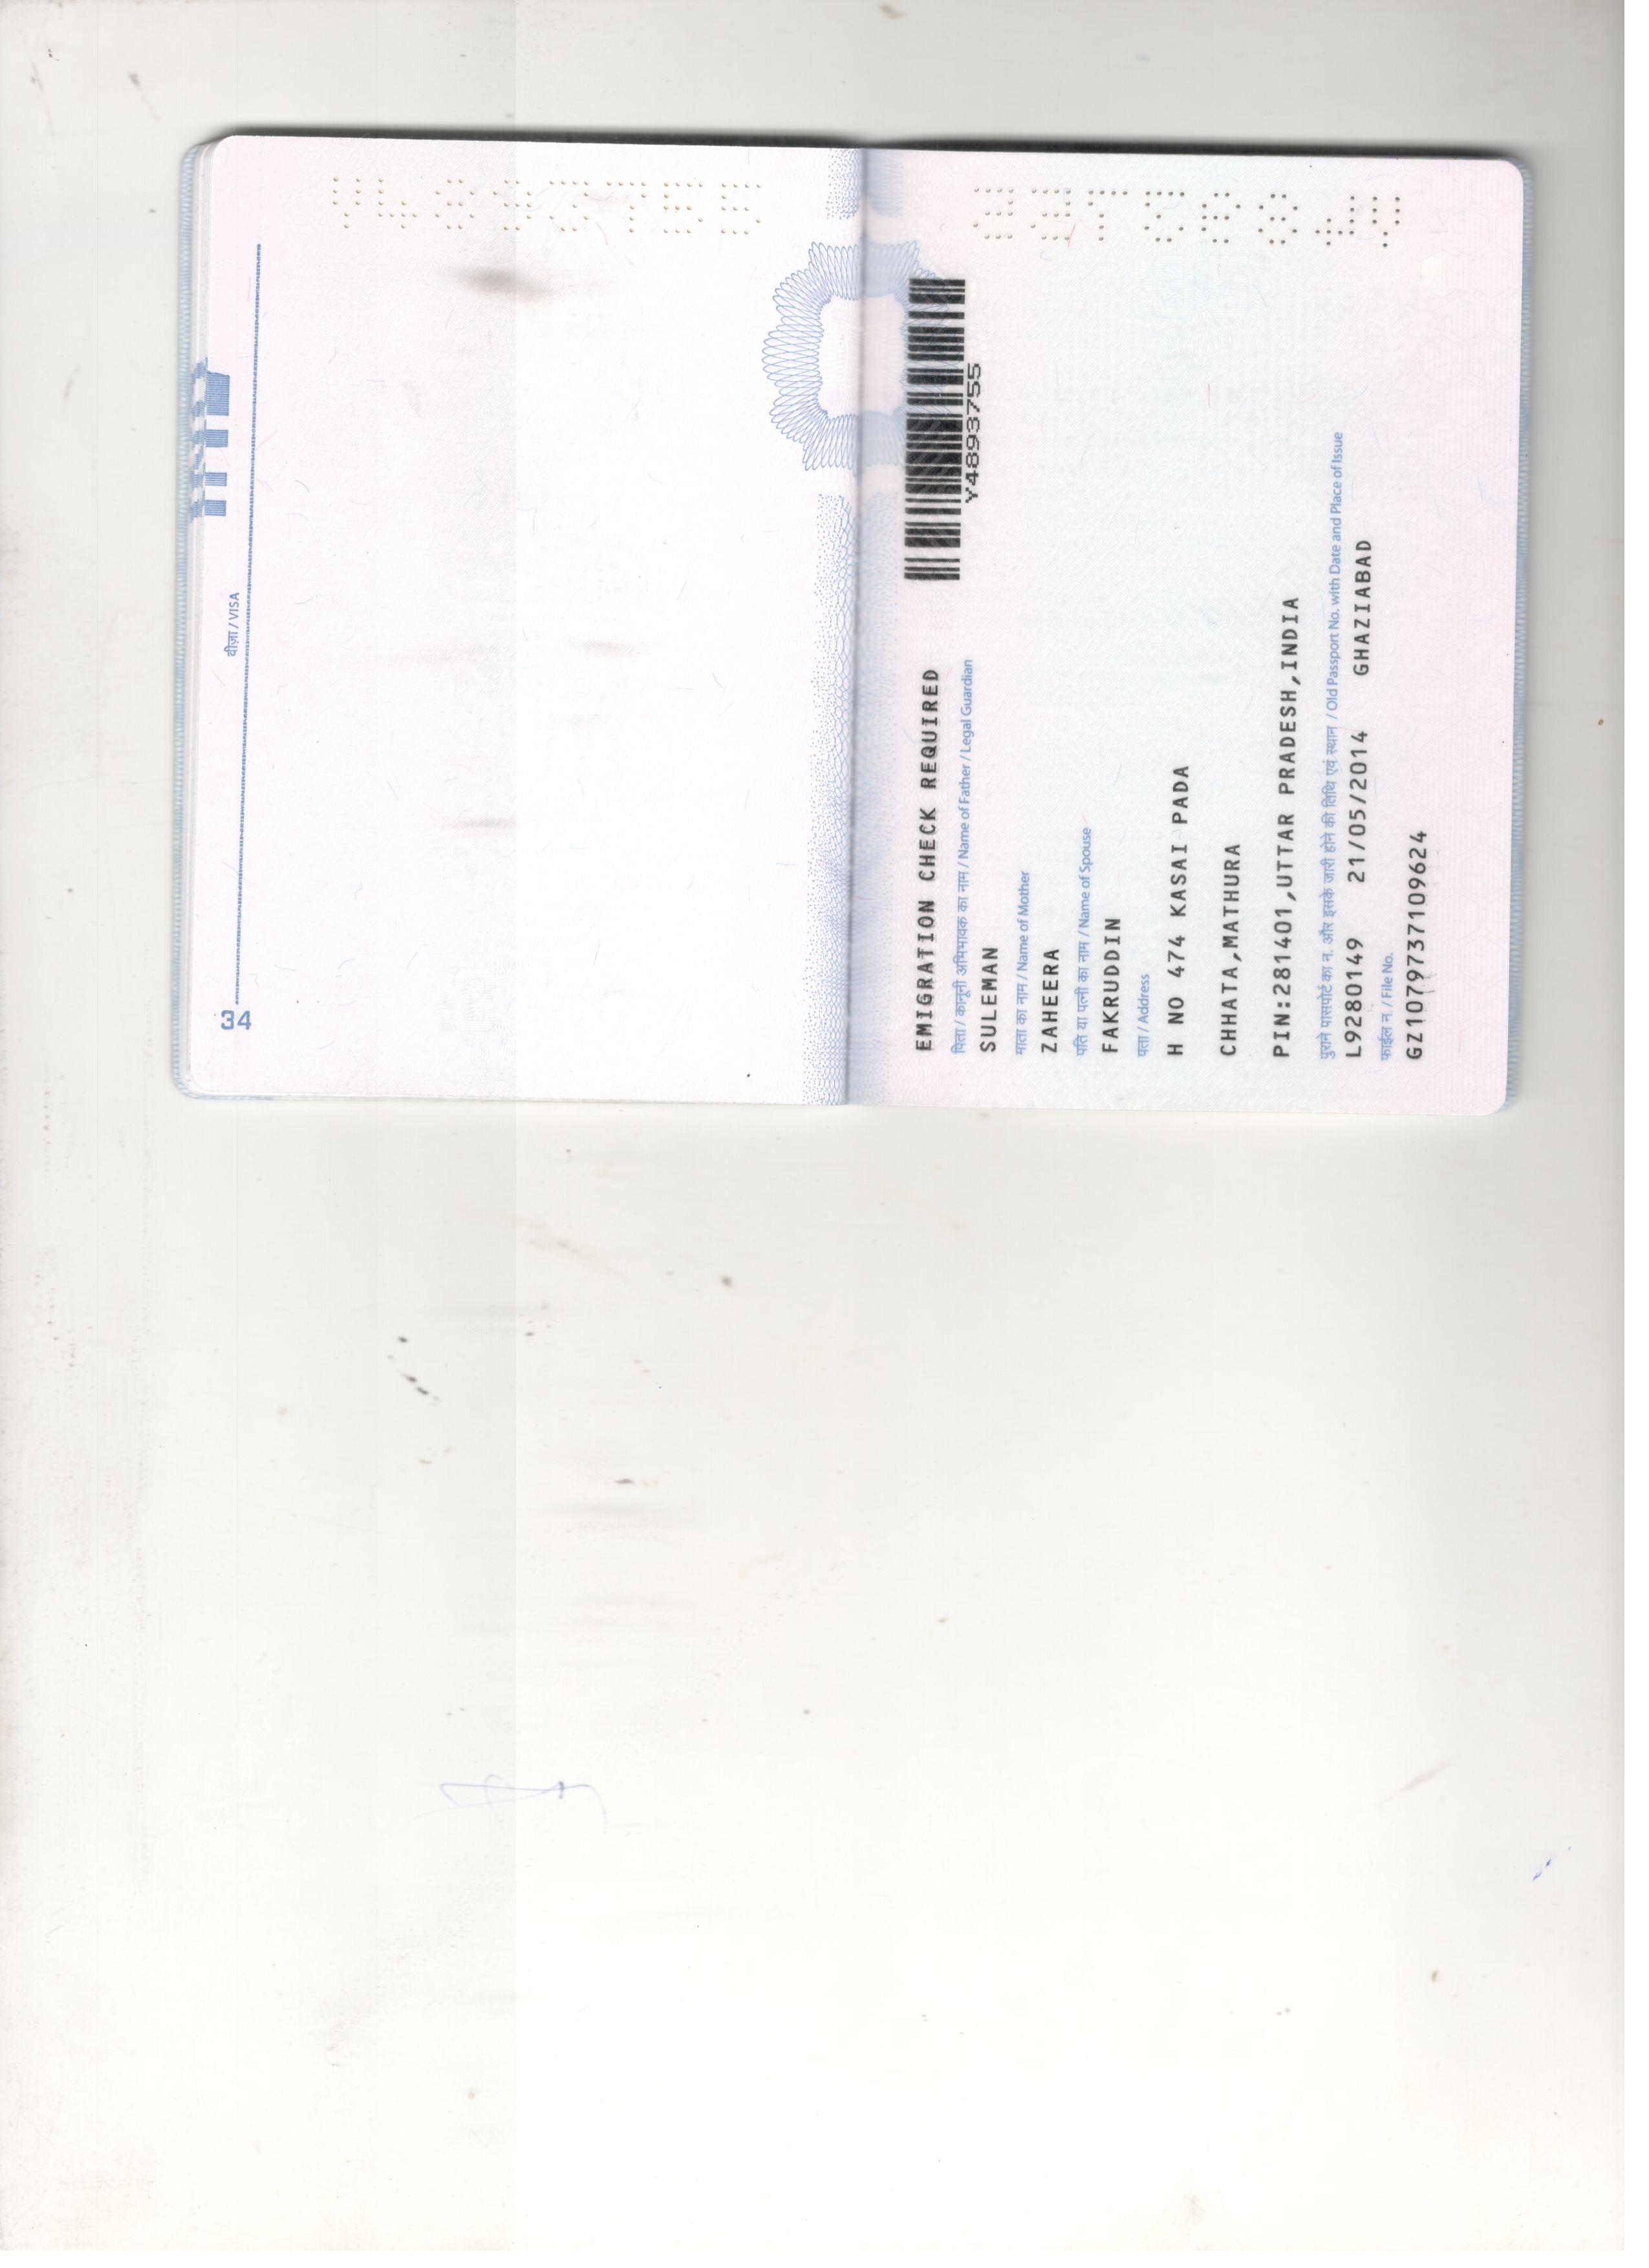 34
वीज़ा / VISA
Y4893755
EMIGRATION CHECK REQUIRED
Y4893755
पिता / कानूनी अभिभावक का नाम / Name of Father / Legal Guardian
SULEMAN
माता का नाम / Name of Mother
ZAHEERA
पति या पत्नी का नाम / Name of Spouse
FAKRUDDIN
पता / Address
H NO 474 KASAI PADA
CHHATA,MATHURA
PIN:281401,UTTAR PRADESH,INDIA
पुराने पासपोर्ट का न. और इसके जारी होने की तिथि एवं स्थान / Old Passport No. with Date and Place of Issue
L9280149 21/05/2014 GHAZIABAD
फाईल न. / File No.
GZ1079737109624
Y4893755